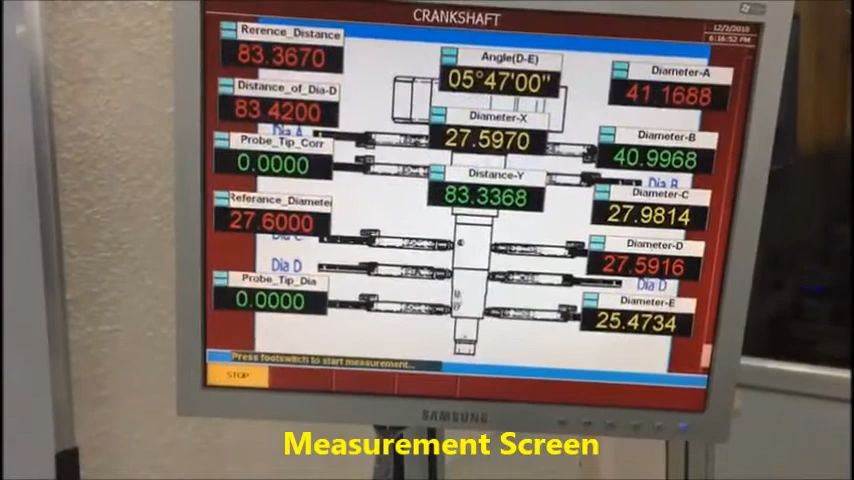 CRANKSHAFT
12/2/2010
6:16:52 PM
Rerence_Distance
83.3670
Angle(D-E)
05°47'00"
Diameter-A
41.1688
Distance_of_Dia-D
83.4200
Diameter-X
27.5970
Diameter-B
40.9968
Dia A
Probe_Tip_Corr
0.0000
Distance-Y
83.3368
Dia B
Diameter-C
27.9814
Referance_Diameter
27.6000
Dia C
Diameter-D
27.5916
Dia D
Dia D
Probe_Tip_Dia
0.0000
Diameter-E
25.4734
Press footswitch to start measurement...
STOP
SAMSUNG
Measurement Screen